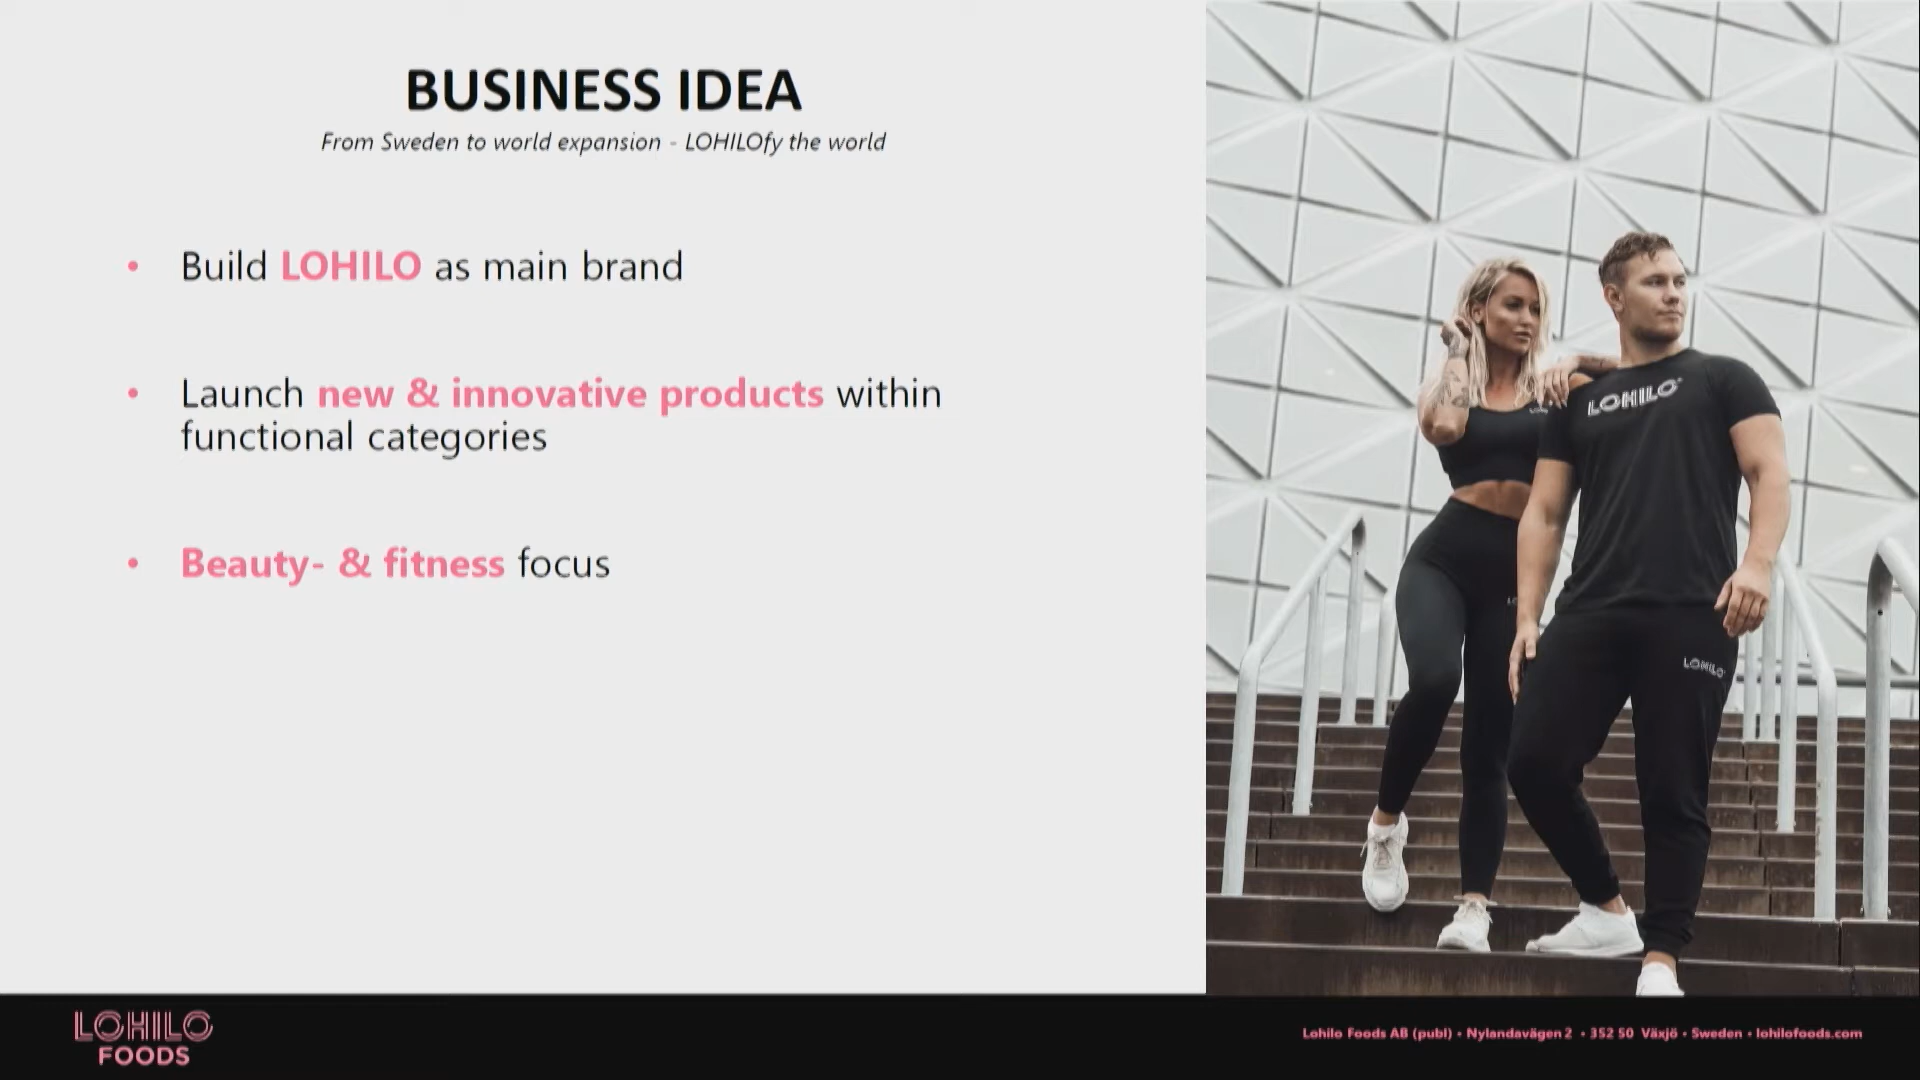 BUSINESS IDEA
From Sweden to world expansion - LOHILOfy the world
• Build LOHILO as main brand
• Launch new & innovative products within
functional categories
• Beauty- & fitness focus
LOHILO
LOHILO
LOHILO
FOODS
Lohilo Foods AB (publ) • Nylandavägen 2 • 352 50 Växjö • Sweden • lohilofoods.com